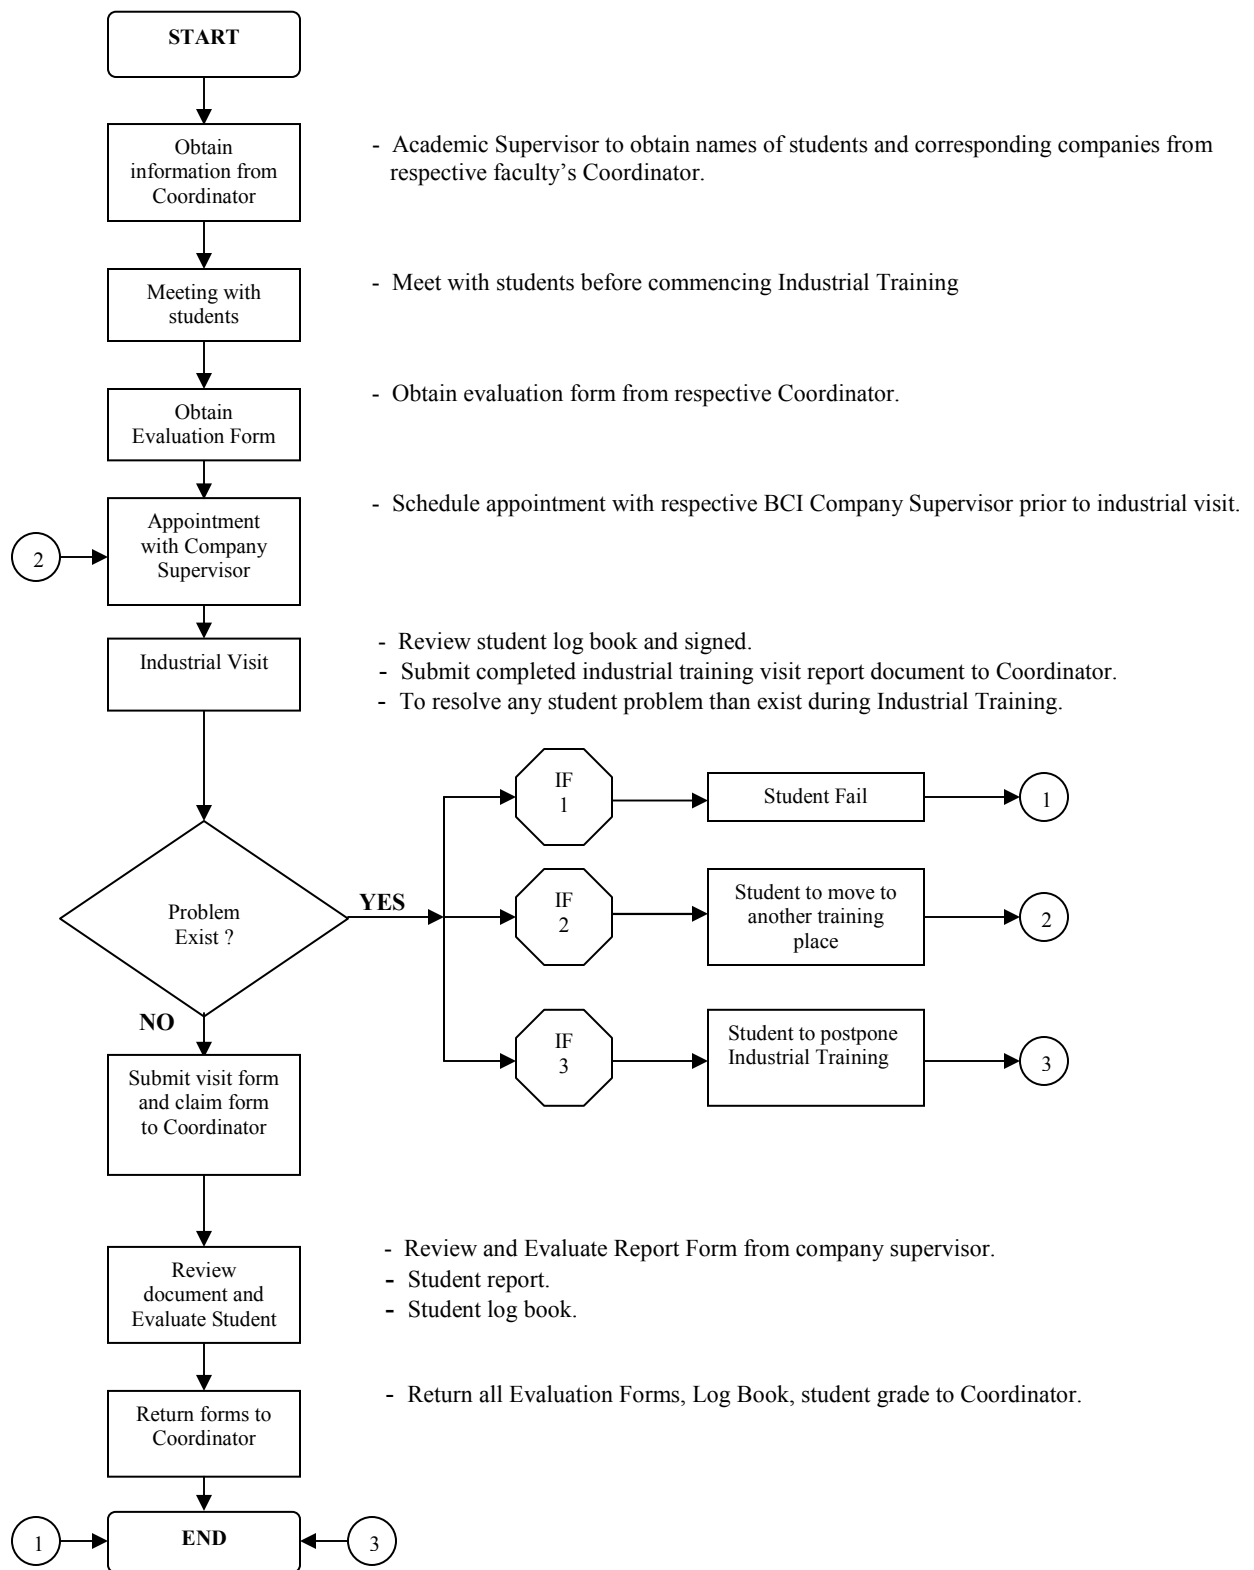 START
Obtain
information from
Coordinator
- Academic Supervisor to obtain names of students and corresponding companies from
respective faculty’s Coordinator.
Meeting with
students
- Meet with students before commencing Industrial Training
Obtain
Evaluation Form
- Obtain evaluation form from respective Coordinator.
Appointment
with Company
Supervisor
- Schedule appointment with respective BCI Company Supervisor prior to industrial visit.
2
Industrial Visit
- Review student log book and signed.
- Submit completed industrial training visit report document to Coordinator.
- To resolve any student problem than exist during Industrial Training.
Problem
Exist ?
YES
IF
1
Student Fail
1
IF
2
Student to move to
another training
place
2
IF
3
Student to postpone
Industrial Training
3
NO
Submit visit form
and claim form
to Coordinator
Review
document and
Evaluate Student
- Review and Evaluate Report Form from company supervisor.
- Student report.
- Student log book.
Return forms to
Coordinator
- Return all Evaluation Forms, Log Book, student grade to Coordinator.
1
END
3